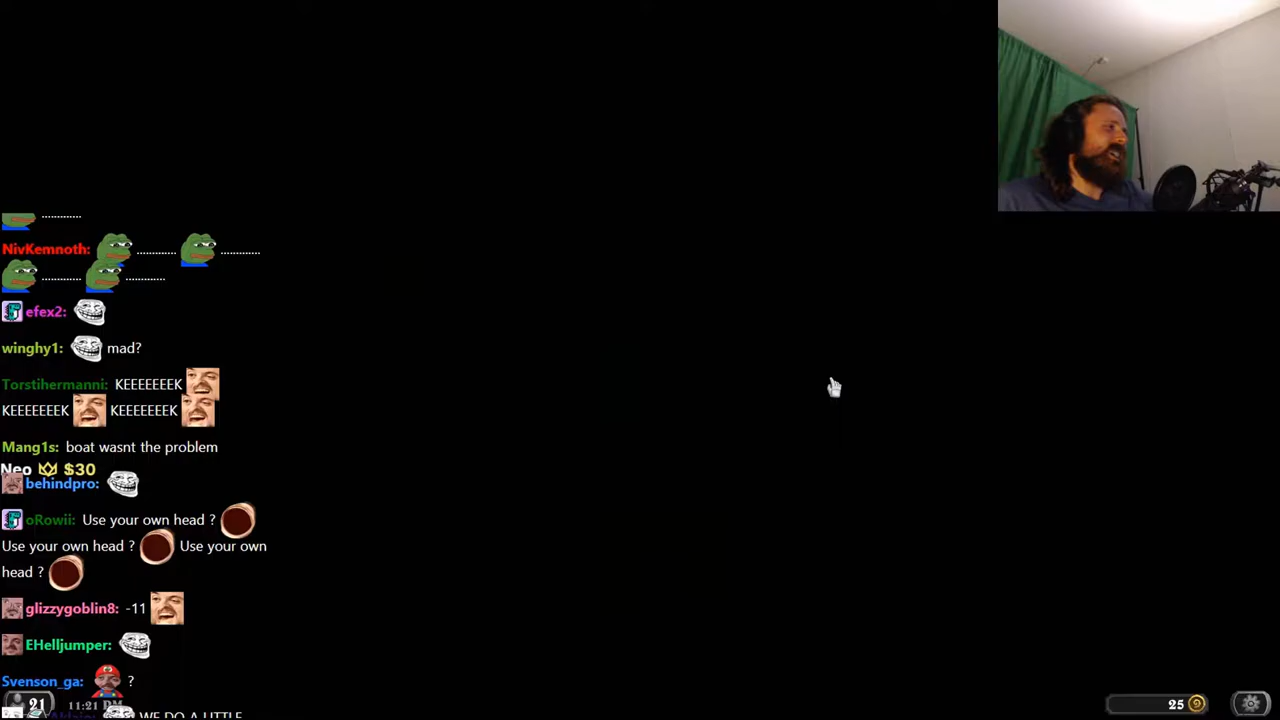 ............
NivKemnoth: ............ ............
............ ............
efex2:
winghy1: mad?
Torstihermanni: KEEEEEEEK
KEEEEEEEK KEEEEEEEK
Mang1s: boat wasnt the problem
Neo $30
behindpro:
oRowii: Use your own head ?
Use your own head ? Use your own
head ?
glizzygoblin8: -11
EHelljumper:
Svenson_ga: ?
21 11:21 PM
WE DO A LITTLE
25